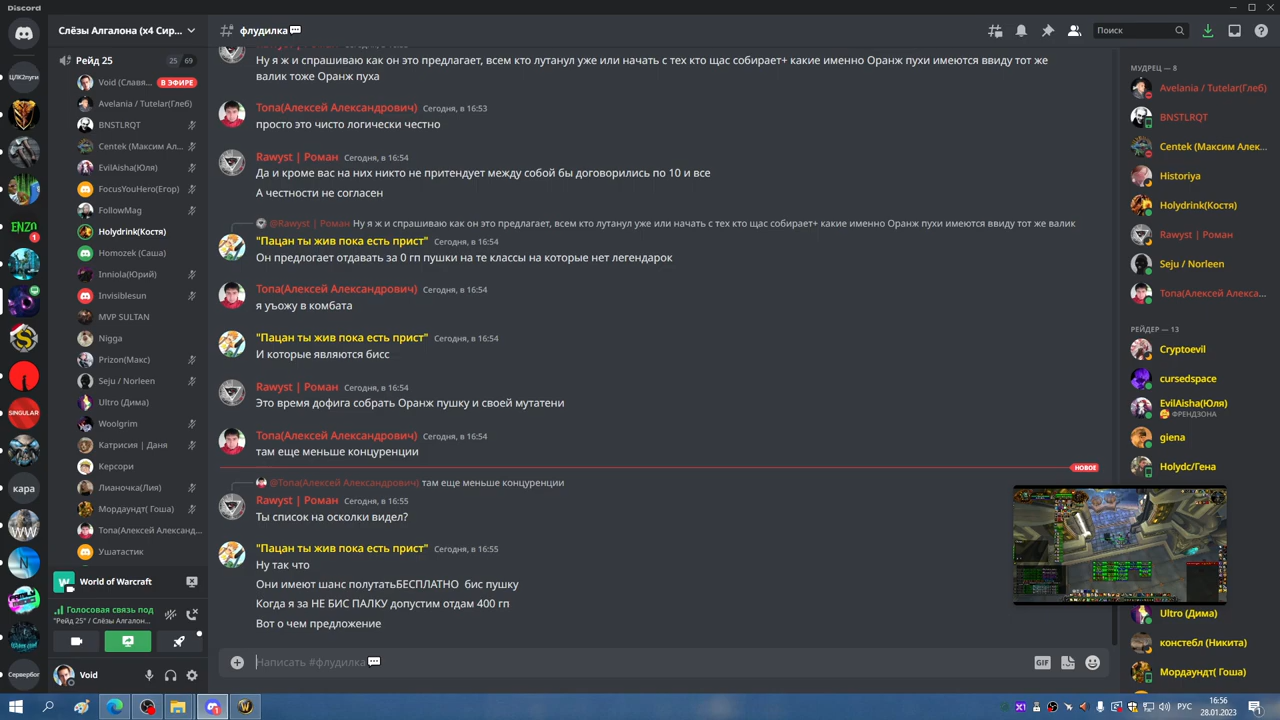 Discord
Слёзы Алгалона (x4 Сир...
Рейд 25
25 69
Void (Славя...
В ЭФИРЕ
Avelania / Tutelar(Глеб)
BNSTLRQT
Centek (Максим Ал...
EvilAisha(Юля)
FocusYouHero(Егор)
FollowMag
Holydrink(Костя)
Homozek (Саша)
Inniola(Юрий)
Invisiblesun
MVP SULTAN
Nigga
Prizon(Макс)
Seju / Norleen
Ultro (Дима)
Woolgrim
Катрисия | Даня
Керсори
Лианочка(Лия)
Мордаундт( Гоша)
Топа(Алексей Александ...
Ушатастик
World of Warcraft
Голосовая связь под
"Рейд 25" / Слёзы Алгалон...
Void
ЦЛК2пуги
ENZO
1
SINGULAR
кара
WW
Сервербог
флудилка
Поиск
Ну я ж и спрашиваю как он это предлагает, всем кто лутанул уже или начать с тех кто щас собирает+ какие именно Оранж пухи имеются ввиду тот же
валик тоже Оранж пуха
Топа(Алексей Александрович) Сегодня, в 16:53
просто это чисто логически честно
Rawyst | Роман Сегодня, в 16:54
Да и кроме вас на них никто не притендует между собой бы договорились по 10 и все
А честности не согласен
@Rawyst | Роман Ну я ж и спрашиваю как он это предлагает, всем кто лутанул уже или начать с тех кто щас собирает+ какие именно Оранж пухи имеются ввиду тот же валик
"Пацан ты жив пока есть прист" Сегодня, в 16:54
Он предлогает отдавать за 0 гп пушки на те классы на которые нет легендарок
Топа(Алексей Александрович) Сегодня, в 16:54
я уъожу в комбата
"Пацан ты жив пока есть прист" Сегодня, в 16:54
И которые являются бисс
Rawyst | Роман Сегодня, в 16:54
Это время дофига собрать Оранж пушку и своей мутатени
Топа(Алексей Александрович) Сегодня, в 16:54
там еще меньше концуренции
НОВОЕ
@Топа(Алексей Александрович) там еще меньше концуренции
Rawyst | Роман Сегодня, в 16:55
Ты список на осколки видел?
"Пацан ты жив пока есть прист" Сегодня, в 16:55
Ну так что
Они имеют шанс полутатьБЕСПЛАТНО бис пушку
Когда я за НЕ БИС ПАЛКУ допустим отдам 400 гп
Вот о чем предложение
Написать #флудилка
GIF
МУДРЕЦ — 8
Avelania / Tutelar(Глеб)
BNSTLRQT
Centek (Максим Алек...
Historiya
Holydrink(Костя)
Rawyst | Роман
Seju / Norleen
Топа(Алексей Алекса...
РЕЙДЕР — 13
Cryptoevil
cursedspace
EvilAisha(Юля)
ФРЕНДЗОНА
giena
Holydc/Гена
Ultro (Дима)
констебл (Никита)
Мордаундт( Гоша)
X1
РУС
16:56
28.01.2023
1